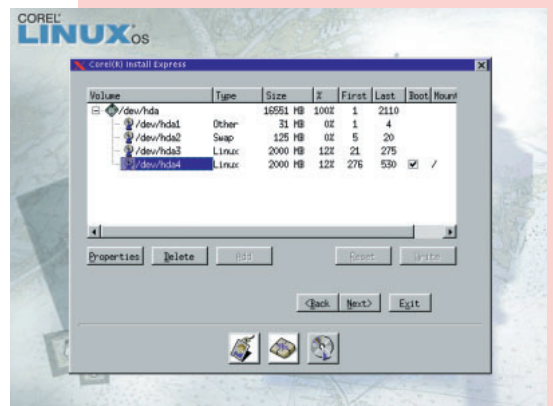 COREL®
LINUX OS
Corel(R) Install Express
Volume Type Size % First Last Boot Mount
/dev/hda 16551 MB 100% 1 2110
/dev/hda1 Other 31 MB 0% 1 4
/dev/hda2 Swap 125 MB 0% 5 20
/dev/hda3 Linux 2000 MB 12% 21 275
/dev/hda4 Linux 2000 MB 12% 276 530 /
Properties Delete Add Reset Write
<Back Next> Exit